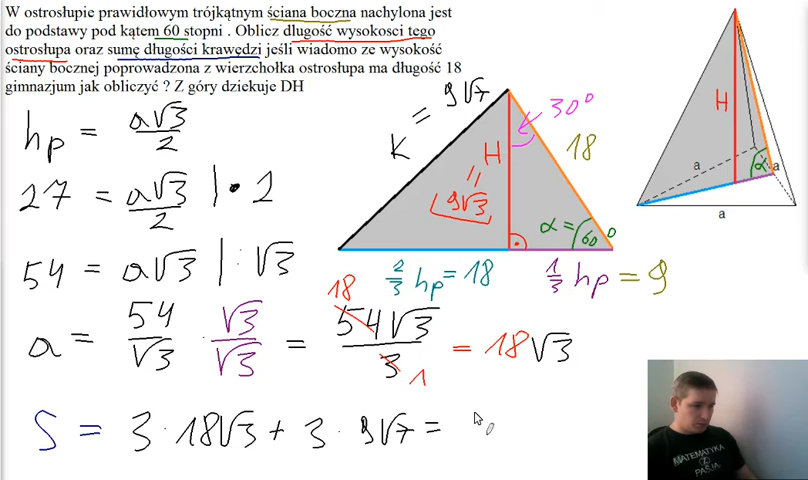 W ostrosłupie prawidłowym trójkątnym ściana boczna nachylona jest
do podstawy pod kątem 60 stopni . Oblicz dlugość wysokosci tego
ostrosłupa oraz sumę długości krawędzi jeśli wiadomo ze wysokość
ściany bocznej poprowadzona z wierzchołka ostrosłupa ma długość 18
gimnazjum jak obliczyć ? Z góry dziekuje DH
hp = a√3/2
27 = a√3/2 | · 2
54 = a√3 | : √3
a = 54/√3 · √3/√3 = 54√3/3 = 18√3
18
1
S = 3 · 18√3 + 3 · 9√7 =
K = 9√7
30°
18
H = 9√3
α = 60°
2/3 hp = 18
1/3 hp = 9
H
α
a
a
a
MATEMATYKA
PASJA